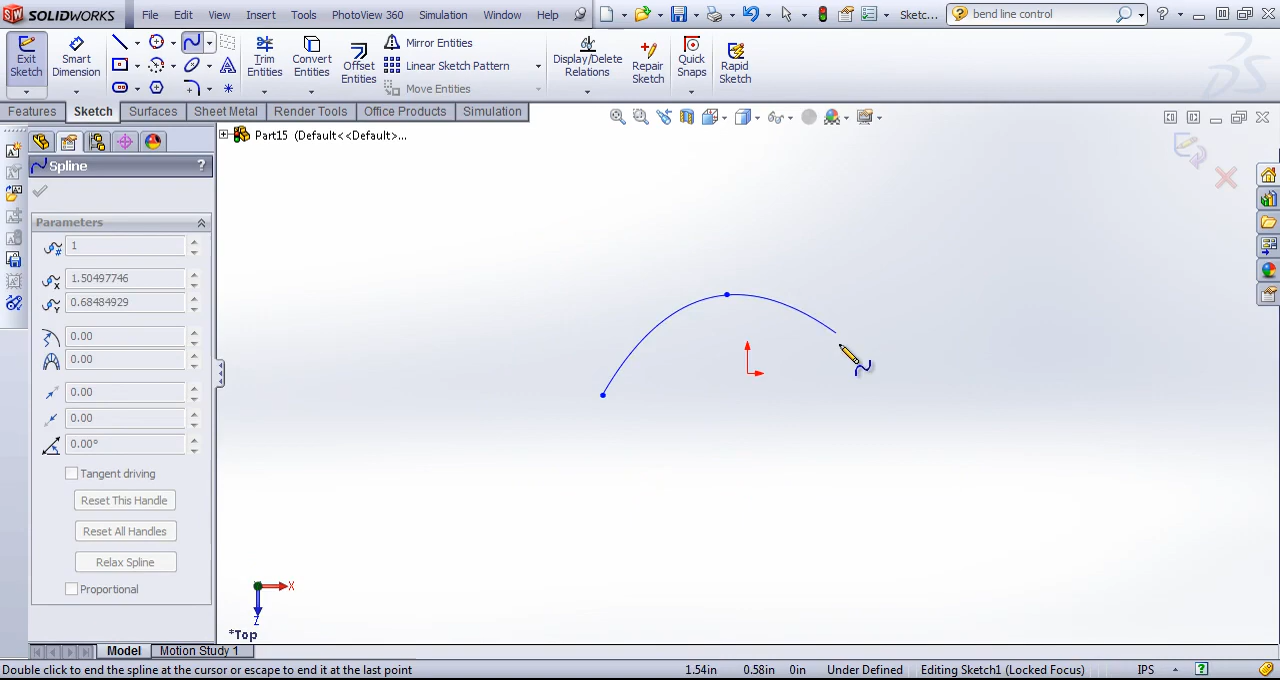 SOLIDWORKS File Edit View Insert Tools PhotoView 360 Simulation Window Help Sketc... bend line control
Exit Sketch
Smart Dimension
Trim Entities
Convert Entities
Offset Entities
Mirror Entities
Linear Sketch Pattern
Move Entities
Display/Delete Relations
Repair Sketch
Quick Snaps
Rapid Sketch
Features Sketch Surfaces Sheet Metal Render Tools Office Products Simulation
Part15 (Default<<Default>...
Spline ?
Parameters
1
1.50497746
0.68484929
0.00
0.00
0.00
0.00
0.00°
Tangent driving
Reset This Handle
Reset All Handles
Relax Spline
Proportional
X
Z
*Top
Model Motion Study 1
Double click to end the spline at the cursor or escape to end it at the last point 1.54in 0.58in 0in Under Defined Editing Sketch1 (Locked Focus) IPS ?